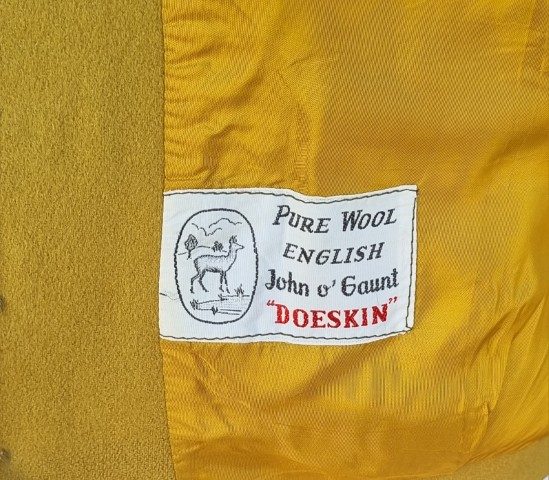 PURE WOOL
ENGLISH
John o' Gaunt
"DOESKIN"